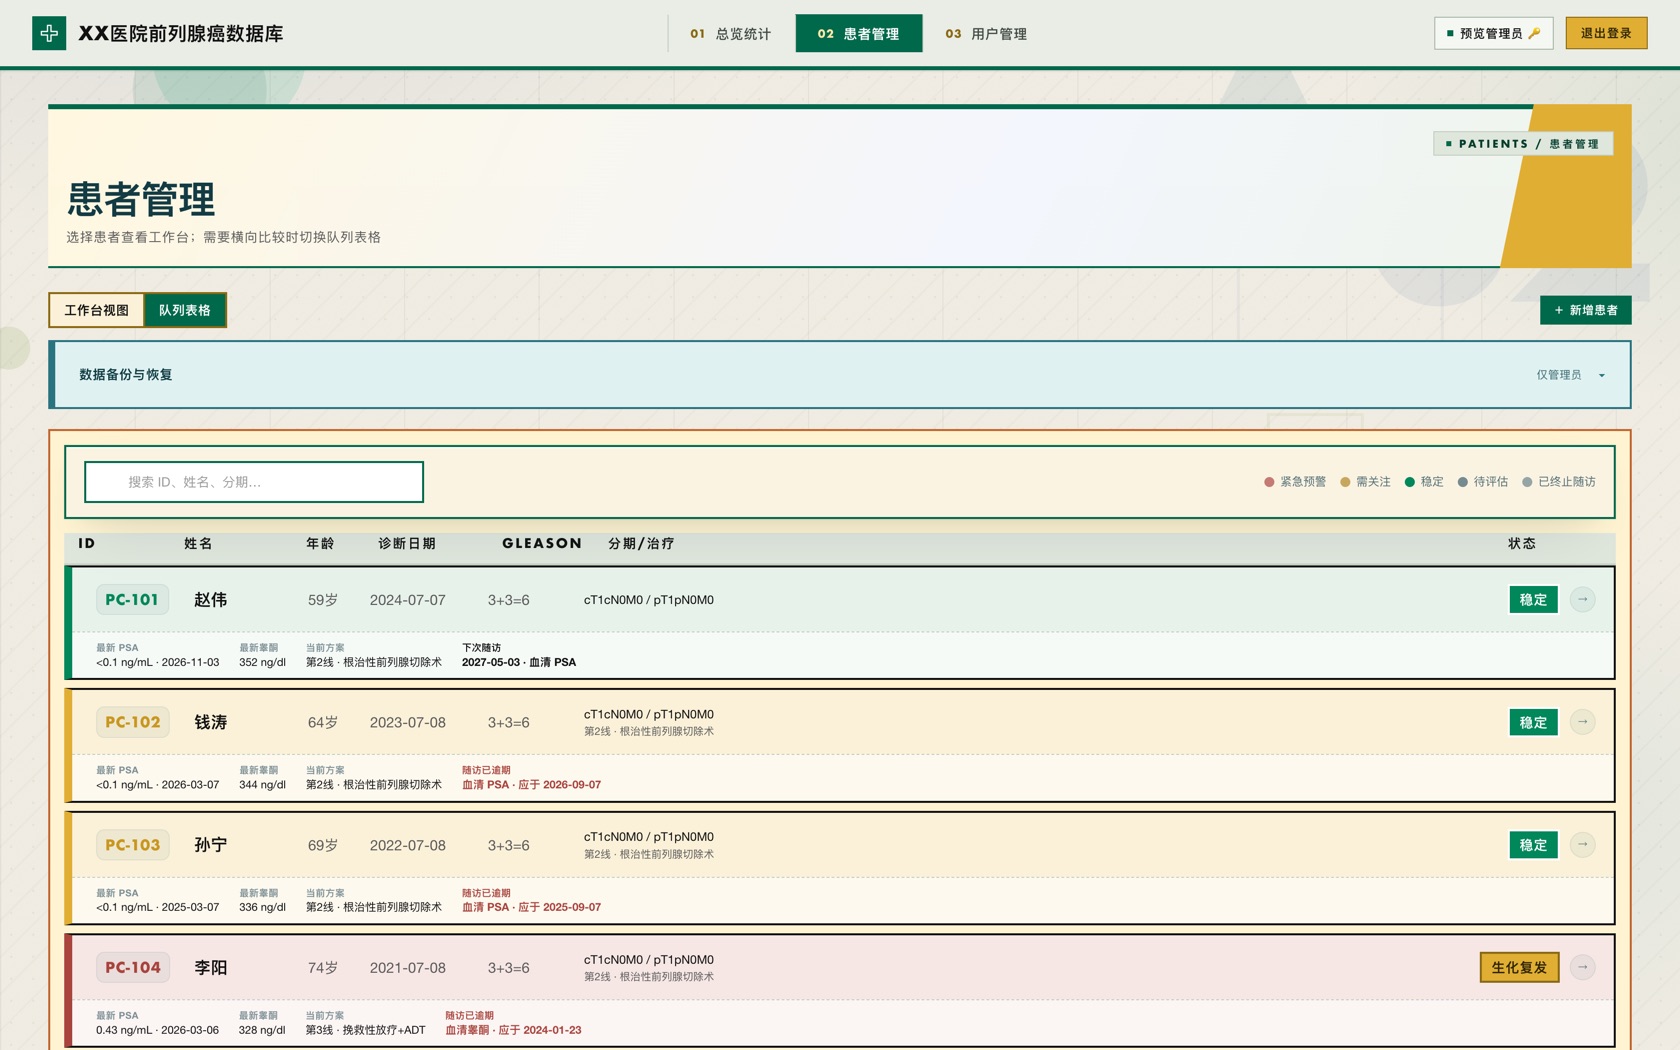 XX医院前列腺癌数据库
01 总览统计
02 患者管理
03 用户管理
预览管理员 🔑
退出登录
PATIENTS / 患者管理
患者管理
选择患者查看工作台；需要横向比较时切换队列表格
工作台视图 队列表格
+ 新增患者
数据备份与恢复
仅管理员
搜索 ID、姓名、分期...
紧急预警 需关注 稳定 待评估 已终止随访
ID 姓名 年龄 诊断日期 GLEASON 分期/治疗 状态
PC-101 赵伟 59岁 2024-07-07 3+3=6 cT1cN0M0 / pT1pN0M0 稳定 →
最新 PSA 最新睾酮 当前方案 下次随访
<0.1 ng/mL · 2026-11-03 352 ng/dl 第2线 · 根治性前列腺切除术 2027-05-03 · 血清 PSA
PC-102 钱涛 64岁 2023-07-08 3+3=6 cT1cN0M0 / pT1pN0M0 稳定 →
第2线 · 根治性前列腺切除术
最新 PSA 最新睾酮 当前方案 随访已逾期
<0.1 ng/mL · 2026-03-07 344 ng/dl 第2线 · 根治性前列腺切除术 血清 PSA · 应于 2026-09-07
PC-103 孙宁 69岁 2022-07-08 3+3=6 cT1cN0M0 / pT1pN0M0 稳定 →
第2线 · 根治性前列腺切除术
最新 PSA 最新睾酮 当前方案 随访已逾期
<0.1 ng/mL · 2025-03-07 336 ng/dl 第2线 · 根治性前列腺切除术 血清 PSA · 应于 2025-09-07
PC-104 李阳 74岁 2021-07-08 3+3=6 cT1cN0M0 / pT1pN0M0 生化复发 →
第2线 · 根治性前列腺切除术
最新 PSA 最新睾酮 当前方案 随访已逾期
0.43 ng/mL · 2026-03-06 328 ng/dl 第3线 · 挽救性放疗+ADT 血清睾酮 · 应于 2024-01-23